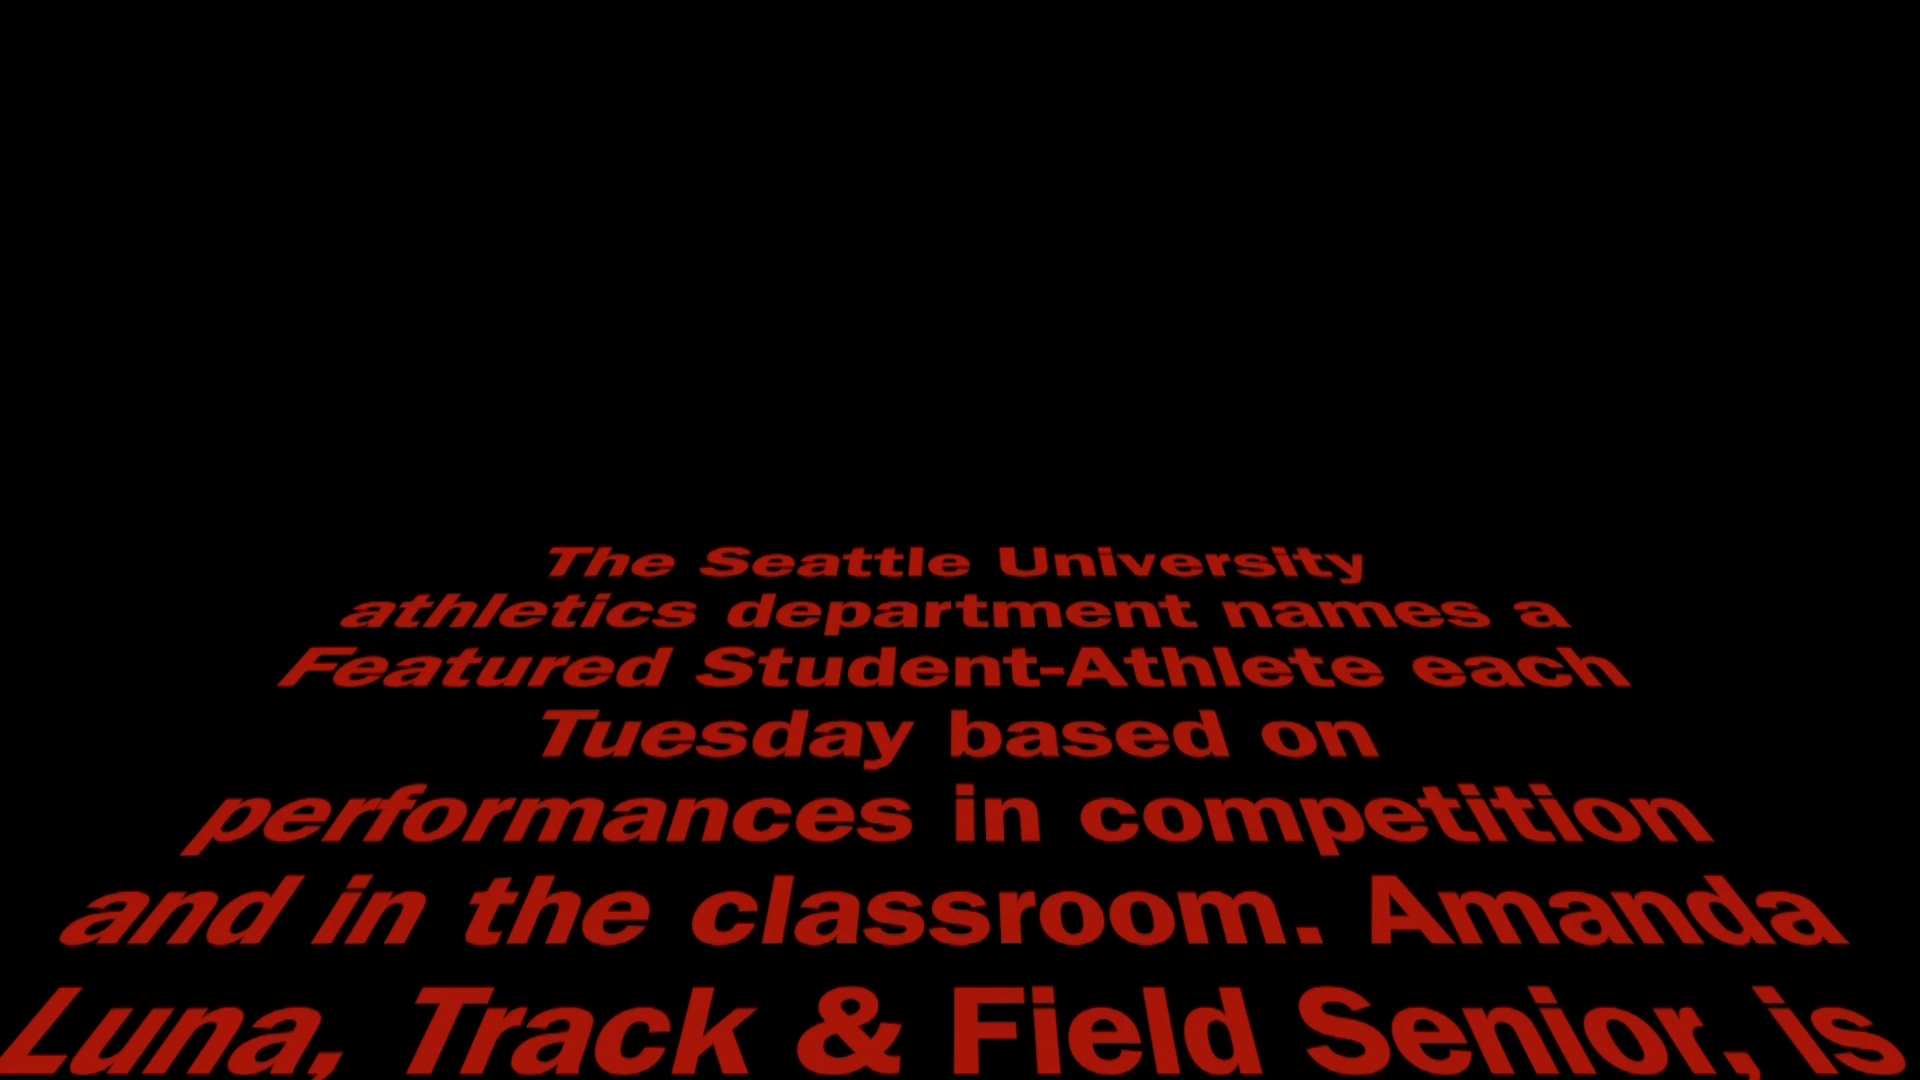 The Seattle University
athletics department names a
Featured Student-Athlete each
Tuesday based on
performances in competition
and in the classroom. Amanda
Luna, Track & Field Senior, is